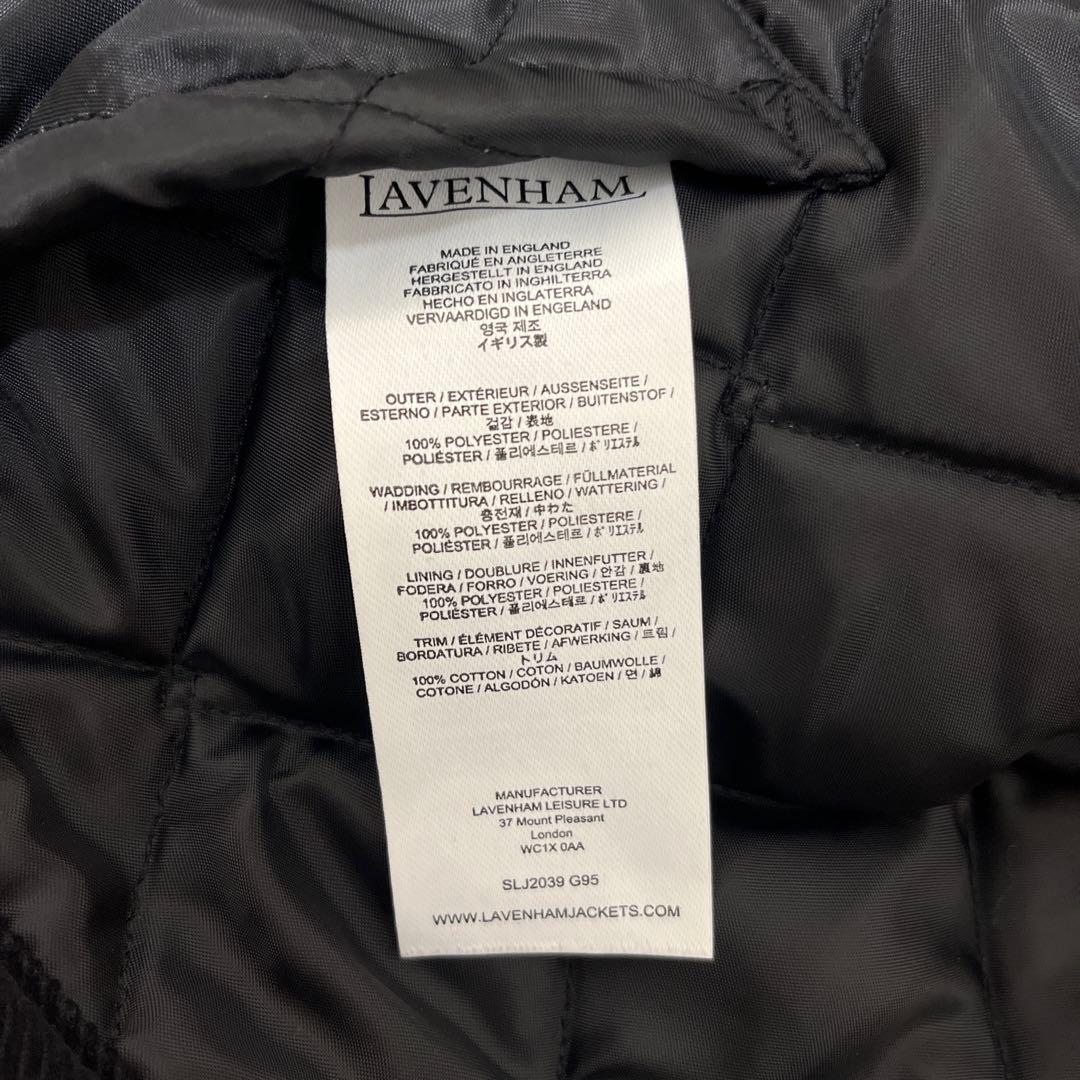 LAVENHAM
MADE IN ENGLAND
FABRIQUÉ EN ANGLETERRE
HERGESTELLT IN ENGLAND
FABBRICATO IN INGHILTERRA
HECHO EN INGLATERRA
VERVAARDIGD IN ENGELAND
영국 제조
イギリス製
OUTER / EXTÉRIEUR / AUSSENSEITE /
ESTERNO / PARTE EXTERIOR / BUITENSTOF /
겉감 / 表地
100% POLYESTER / POLIESTERE /
POLIÉSTER / 폴리에스테르 / ポリエステル
WADDING / REMBOURRAGE / FÜLLMATERIAL
/ IMBOTTITURA / RELLENO / WATTERING /
충전재 / 中わた
100% POLYESTER / POLIESTERE /
POLIÉSTER / 폴리에스테르 / ポリエステル
LINING / DOUBLURE / INNENFUTTER /
FODERA / FORRO / VOERING / 안감 / 裏地
100% POLYESTER / POLIESTERE /
POLIÉSTER / 폴리에스테르 / ポリエステル
TRIM / ÉLÉMENT DÉCORATIF / SAUM /
BORDATURA / RIBETE / AFWERKING / 트림 /
トリム
100% COTTON / COTON / BAUMWOLLE /
COTONE / ALGODÓN / KATOEN / 면 / 綿
MANUFACTURER
LAVENHAM LEISURE LTD
37 Mount Pleasant
London
WC1X 0AA
SLJ2039 G95
WWW.LAVENHAMJACKETS.COM